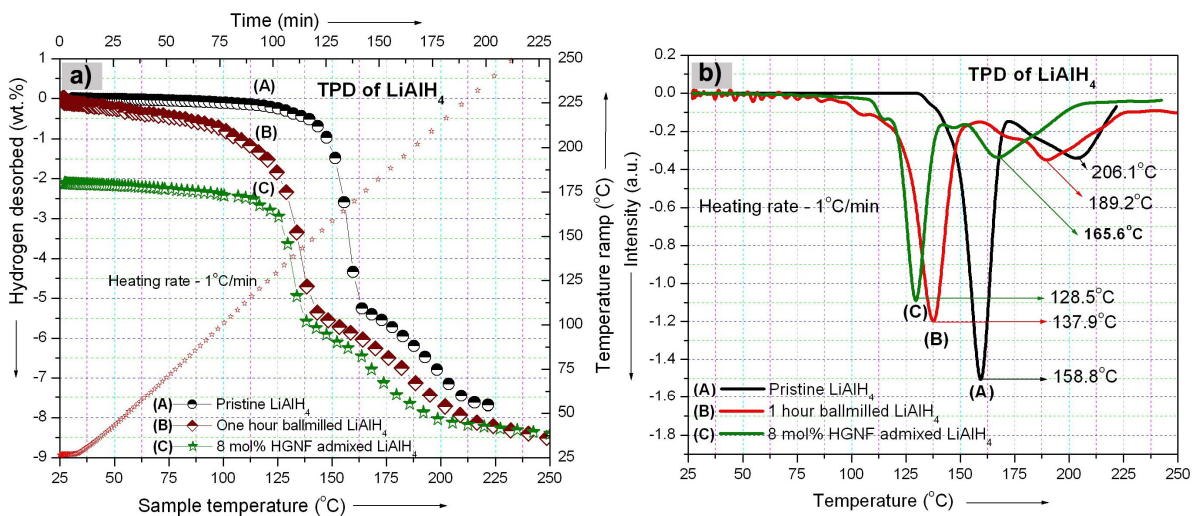 Time (min)
0 25 50 75 100 125 150 175 200 225
a)
TPD of LiAlH4
(A)
(B)
(C)
Heating rate - 1°C/min
(A) Pristine LiAlH4
(B) One hour ballmilled LiAlH4
(C) 8 mol% HGNF admixed LiAlH4
Hydrogen desorbed (wt.%)
1
0
-1
-2
-3
-4
-5
-6
-7
-8
-9
Temperature ramp (°C)
250
225
200
180
150
125
100
75
50
25
25 50 75 100 125 150 175 200 225 250
Sample temperature (°C)
b)
TPD of LiAlH4
Heating rate - 1°C/min
206.1°C
189.2°C
165.6°C
128.5°C
137.9°C
158.8°C
(C)
(B)
(A)
(A) Pristine LiAlH4
(B) 1 hour ballmilled LiAlH4
(C) 8 mol% HGNF admixed LiAlH4
Intensity (a.u.)
0.2
0.0
-0.2
-0.4
-0.6
-0.8
-1.0
-1.2
-1.4
-1.6
-1.8
25 50 75 100 125 150 175 200 225 250
Temperature (°C)